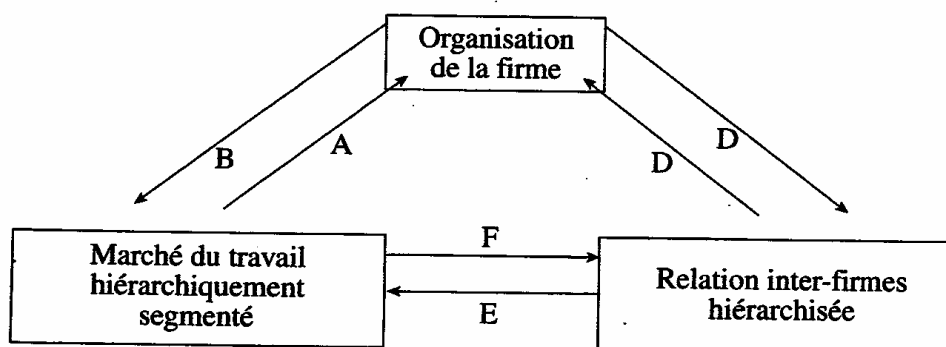 Organisation
de la firme
B
A
D
D
F
Marché du travail
hiérarchiquement
segmenté
Relation inter-firmes
hiérarchisée
E